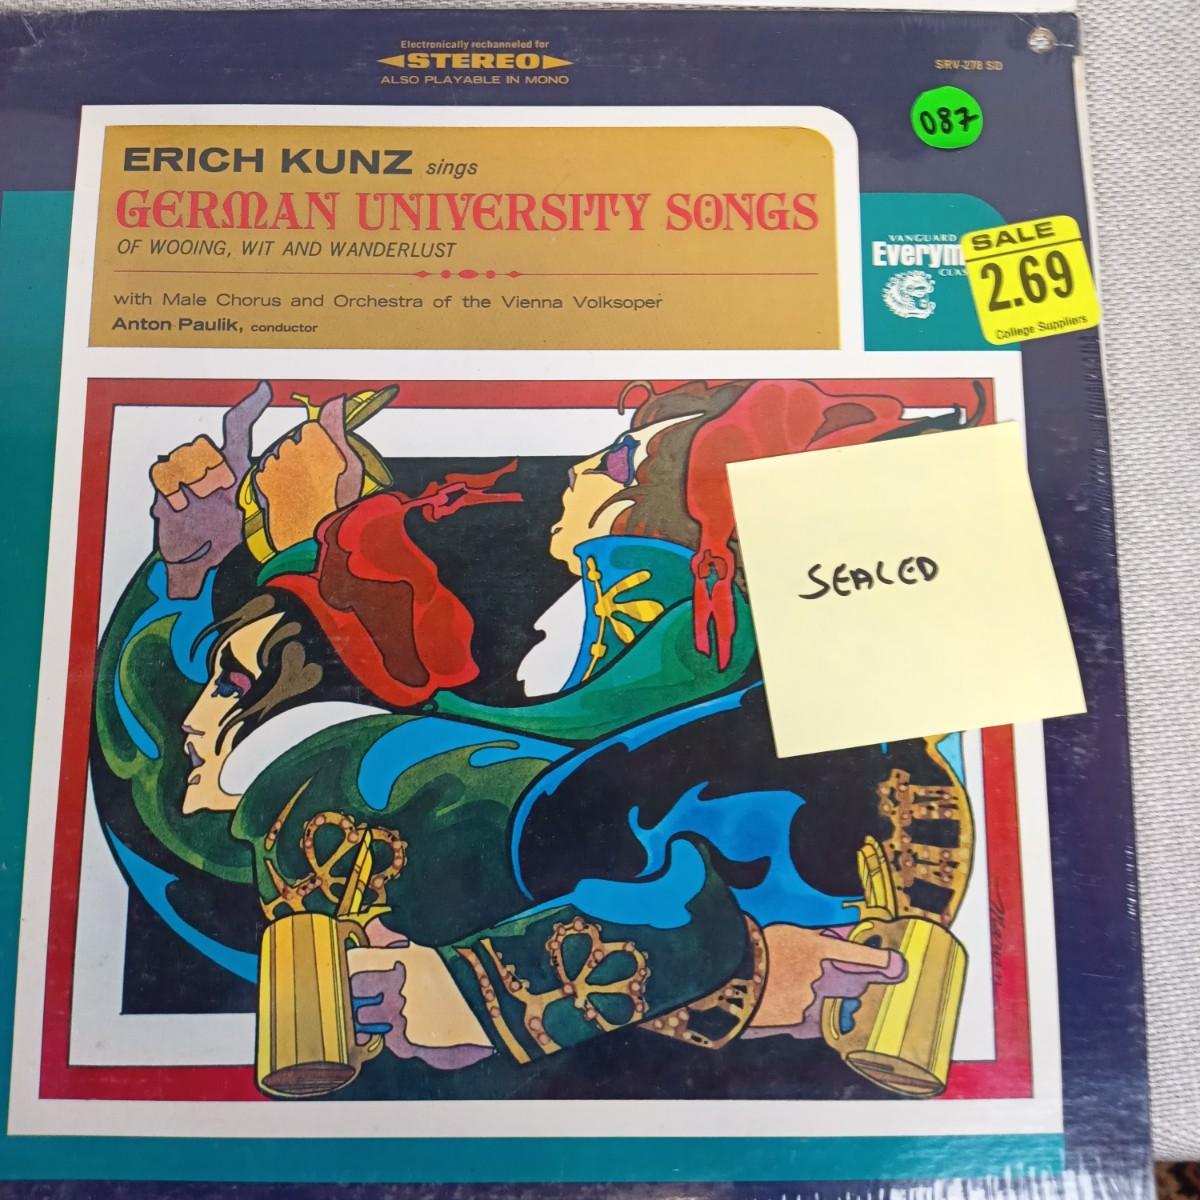 Electronically rechanneled for
STEREO
ALSO PLAYABLE IN MONO
SRV-278 SD
087
ERICH KUNZ sings
GERMAN UNIVERSITY SONGS
OF WOOING, WIT AND WANDERLUST
with Male Chorus and Orchestra of the Vienna Volksoper
Anton Paulik, conductor
VANGUARD
Everym
CLAS
SALE
2.69
College Suppliers
SEALED